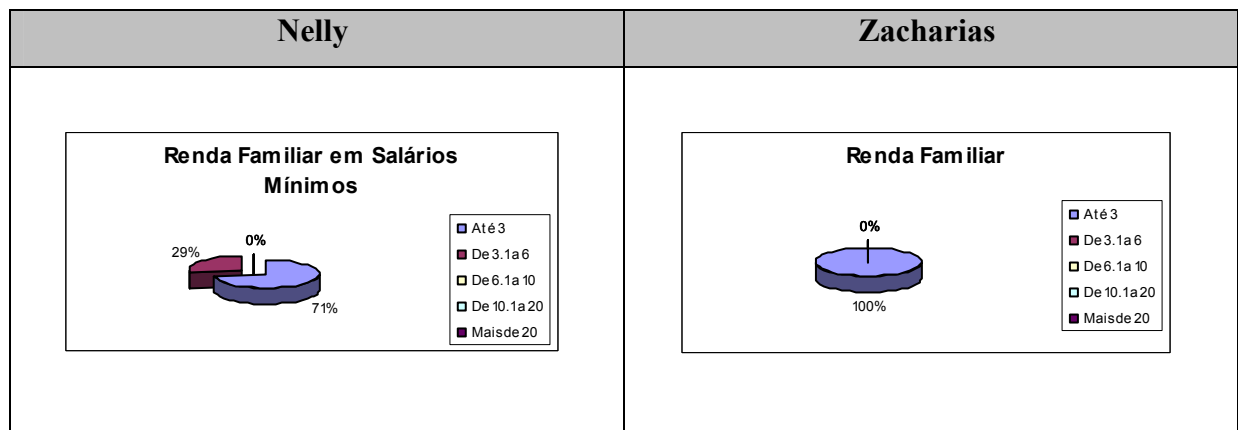 Nelly
Zacharias
Renda Familiar em Salários
Mínimos
29%
0%
71%
Até 3
De 3.1 a 6
De 6.1 a 10
De 10.1 a 20
Mais de 20
Renda Familiar
0%
100%
Até 3
De 3.1 a 6
De 6.1 a 10
De 10.1 a 20
Mais de 20